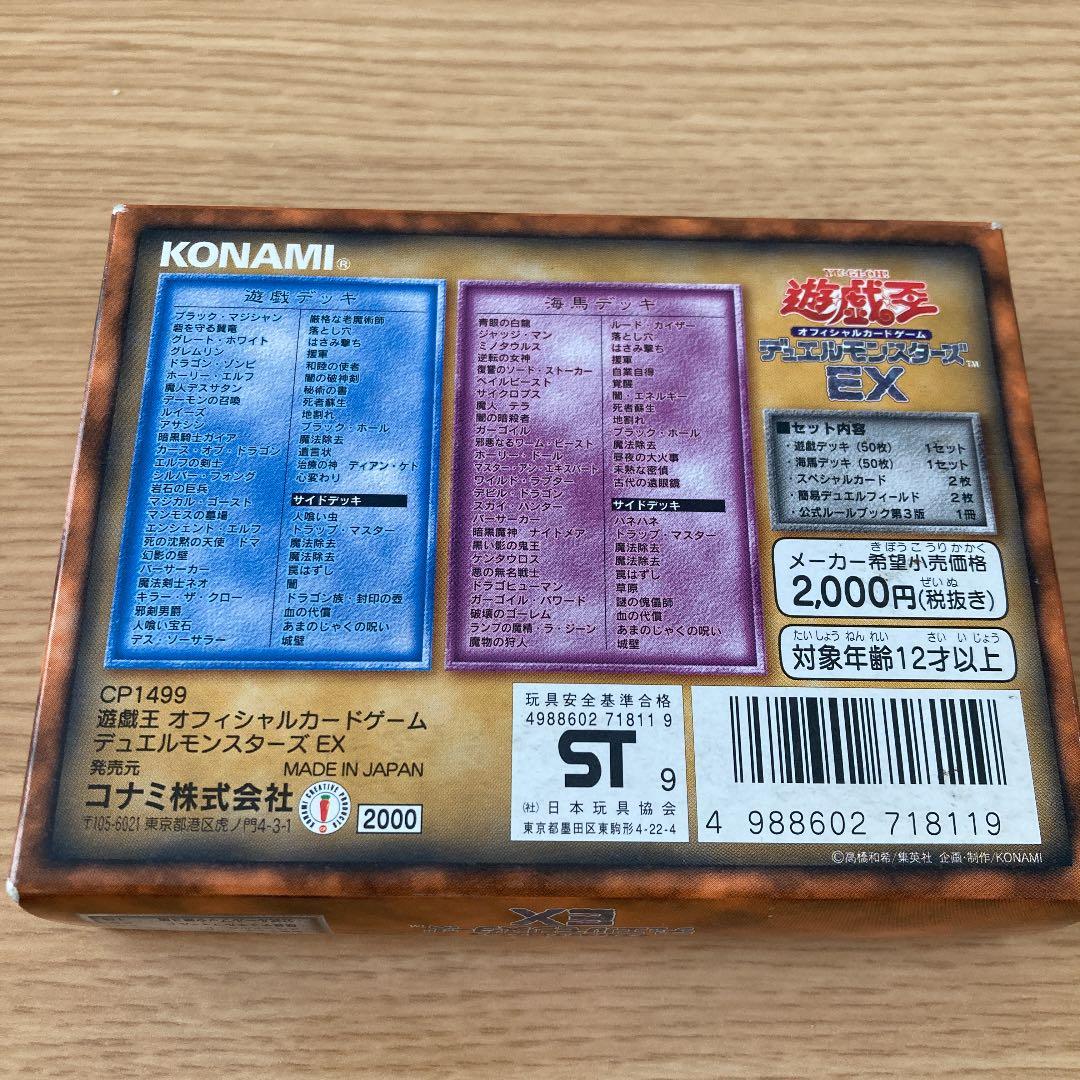 KONAMI®
遊戯デッキ
ブラック・マジシャン
砦を守る翼竜
グレート・ホワイト
グレムリン
ドラゴン・ゾンビ
ホーリー・エルフ
魔人デスサタン
デーモンの召喚
ルイーズ
アサシン
暗黒騎士ガイア
カース・オブ・ドラゴン
エルフの剣士
シルバー・フォング
岩石の巨兵
マジカル・ゴースト
マンモスの墓場
エンシェント・エルフ
死の沈黙の天使 ドマ
幻影の壁
バーサーカー
魔法剣士ネオ
キラー・ザ・クロー
邪剣男爵
人喰い宝石
デス・ソーサラー
厳格な老魔術師
落とし穴
はさみ撃ち
援軍
和睦の使者
闇の破神剣
秘術の書
死者蘇生
地割れ
ブラック・ホール
魔法除去
遺言状
治療の神 ディアン・ケト
心変わり
サイドデッキ
人喰い虫
トラップ・マスター
魔法除去
魔法除去
罠はずし
闇
ドラゴン族・封印の壺
血の代償
あまのじゃくの呪い
城壁
海馬デッキ
青眼の白龍
ジャッジ・マン
ミノタウルス
逆転の女神
復讐のソード・ストーカー
ベイルビースト
サイクロプス
魔人 テラ
闇の暗殺者
ガーゴイル
邪悪なるワーム・ビースト
ホーリー・ドール
マスター・アン・エキスパート
ワイルド・ラプター
デビル・ドラゴン
スカイ・ハンター
バーサーカー
暗黒魔神 ナイトメア
黒い影の鬼王
ケンタウロス
悪の無名戦士
ドラゴヒューマン
ガーゴイル・パワード
破壊のゴーレム
ランプの魔精・ラ・ジーン
魔物の狩人
ルード・カイザー
落とし穴
はさみ撃ち
援軍
自業自得
覚醒
闇・エネルギー
死者蘇生
地割れ
ブラック・ホール
魔法除去
昼夜の大火事
未熟な密偵
古代の遠眼鏡
サイドデッキ
ハネハネ
トラップ・マスター
魔法除去
魔法除去
罠はずし
草原
謎の傀儡師
血の代償
あまのじゃくの呪い
城壁
YU-GI-OH!
遊戯王
オフィシャルカードゲーム
デュエルモンスターズ™
EX
■セット内容
・遊戯デッキ(50枚) 1セット
・海馬デッキ(50枚) 1セット
・スペシャルカード 2枚
・簡易デュエルフィールド 2枚
・公式ルールブック第3版 1冊
きぼうこうりかかく
メーカー希望小売価格
ぜいぬ
2,000円(税抜き)
たいしょうねんれい さいいじょう
対象年齢12才以上
CP1499
遊戯王 オフィシャルカードゲーム
デュエルモンスターズ EX
発売元 MADE IN JAPAN
コナミ株式会社
KONAMI CREATIVE PRODUCTS
2000
〒105-6021 東京都港区虎ノ門4-3-1
玩具安全基準合格
4988602 71811 9
ST 9
(社)日本玩具協会
東京都墨田区東駒形4-22-4
4 988602 718119
©高橋和希/集英社 企画・制作/KONAMI
EX